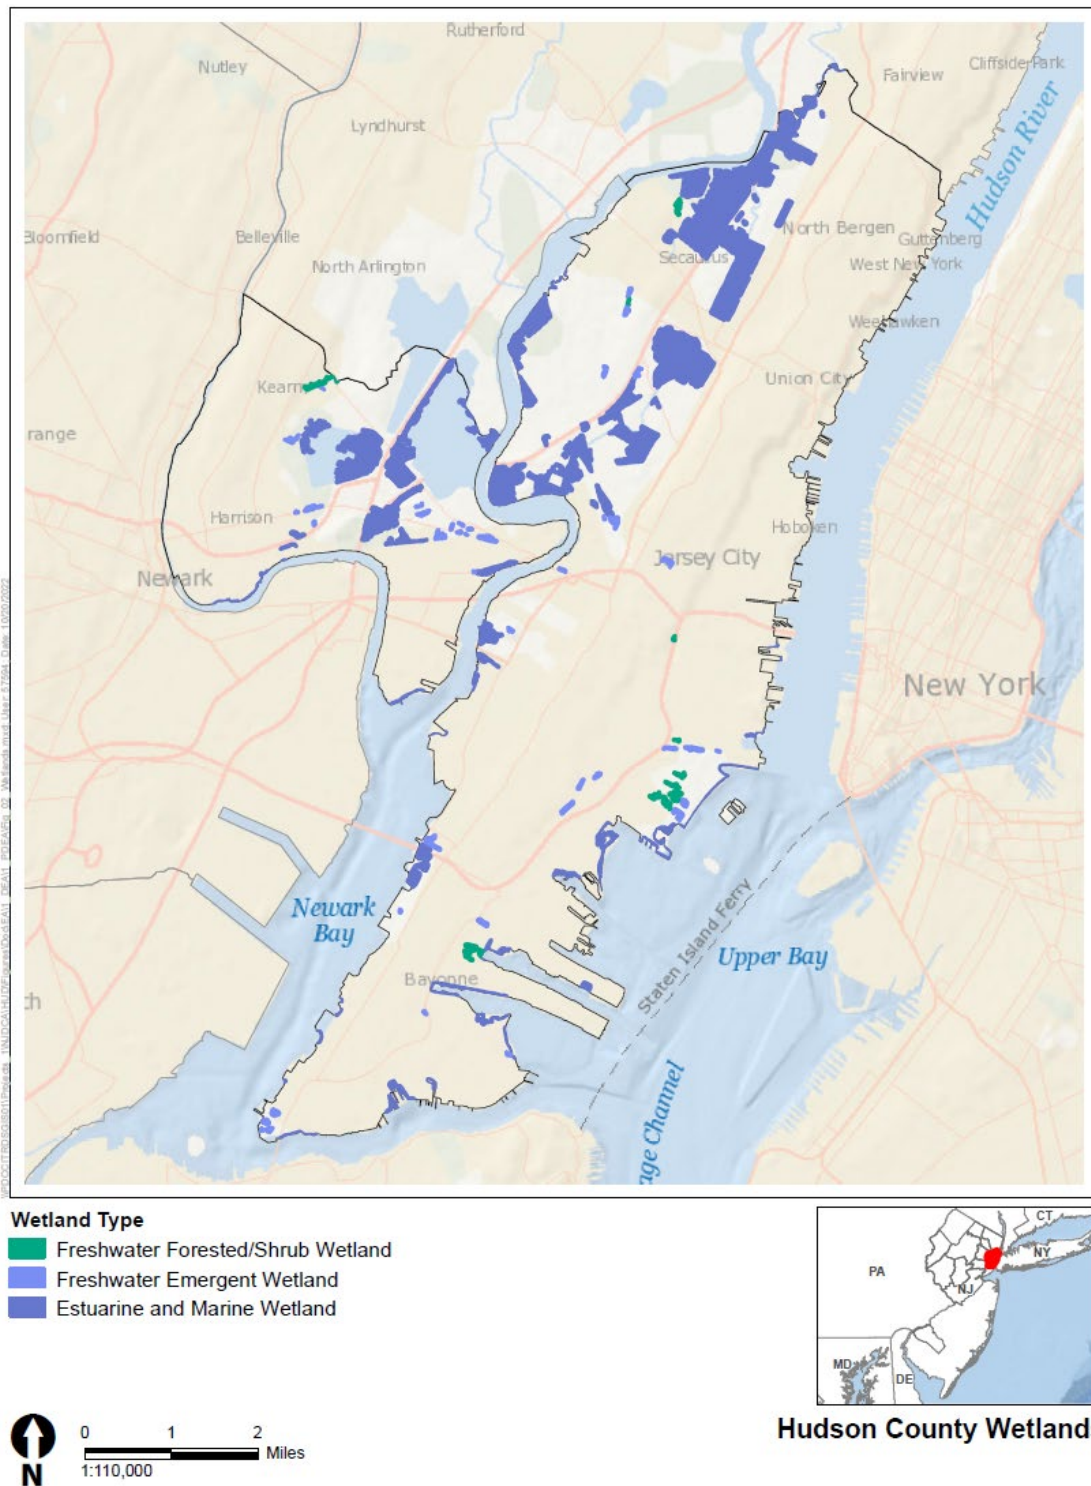 Rutherford
Nutley
Cliffside Park
Fairview
Lyndhurst
Hudson River
Bloomfield
Belleville
North Bergen
Guttenberg
North Arlington
Secaucus
West New York
Weehawken
Kearn
Union City
range
Harrison
Hoboken
Jersey City
Newark
New York
Newark
Bay
Staten Island Ferry
Upper Bay
Bayonne
ch
age Channel
Wetland Type
Freshwater Forested/Shrub Wetland
Freshwater Emergent Wetland
Estuarine and Marine Wetland
CT
NY
PA
NJ
MD
DE
Hudson County Wetland
0 1 2
Miles
1:110,000
N